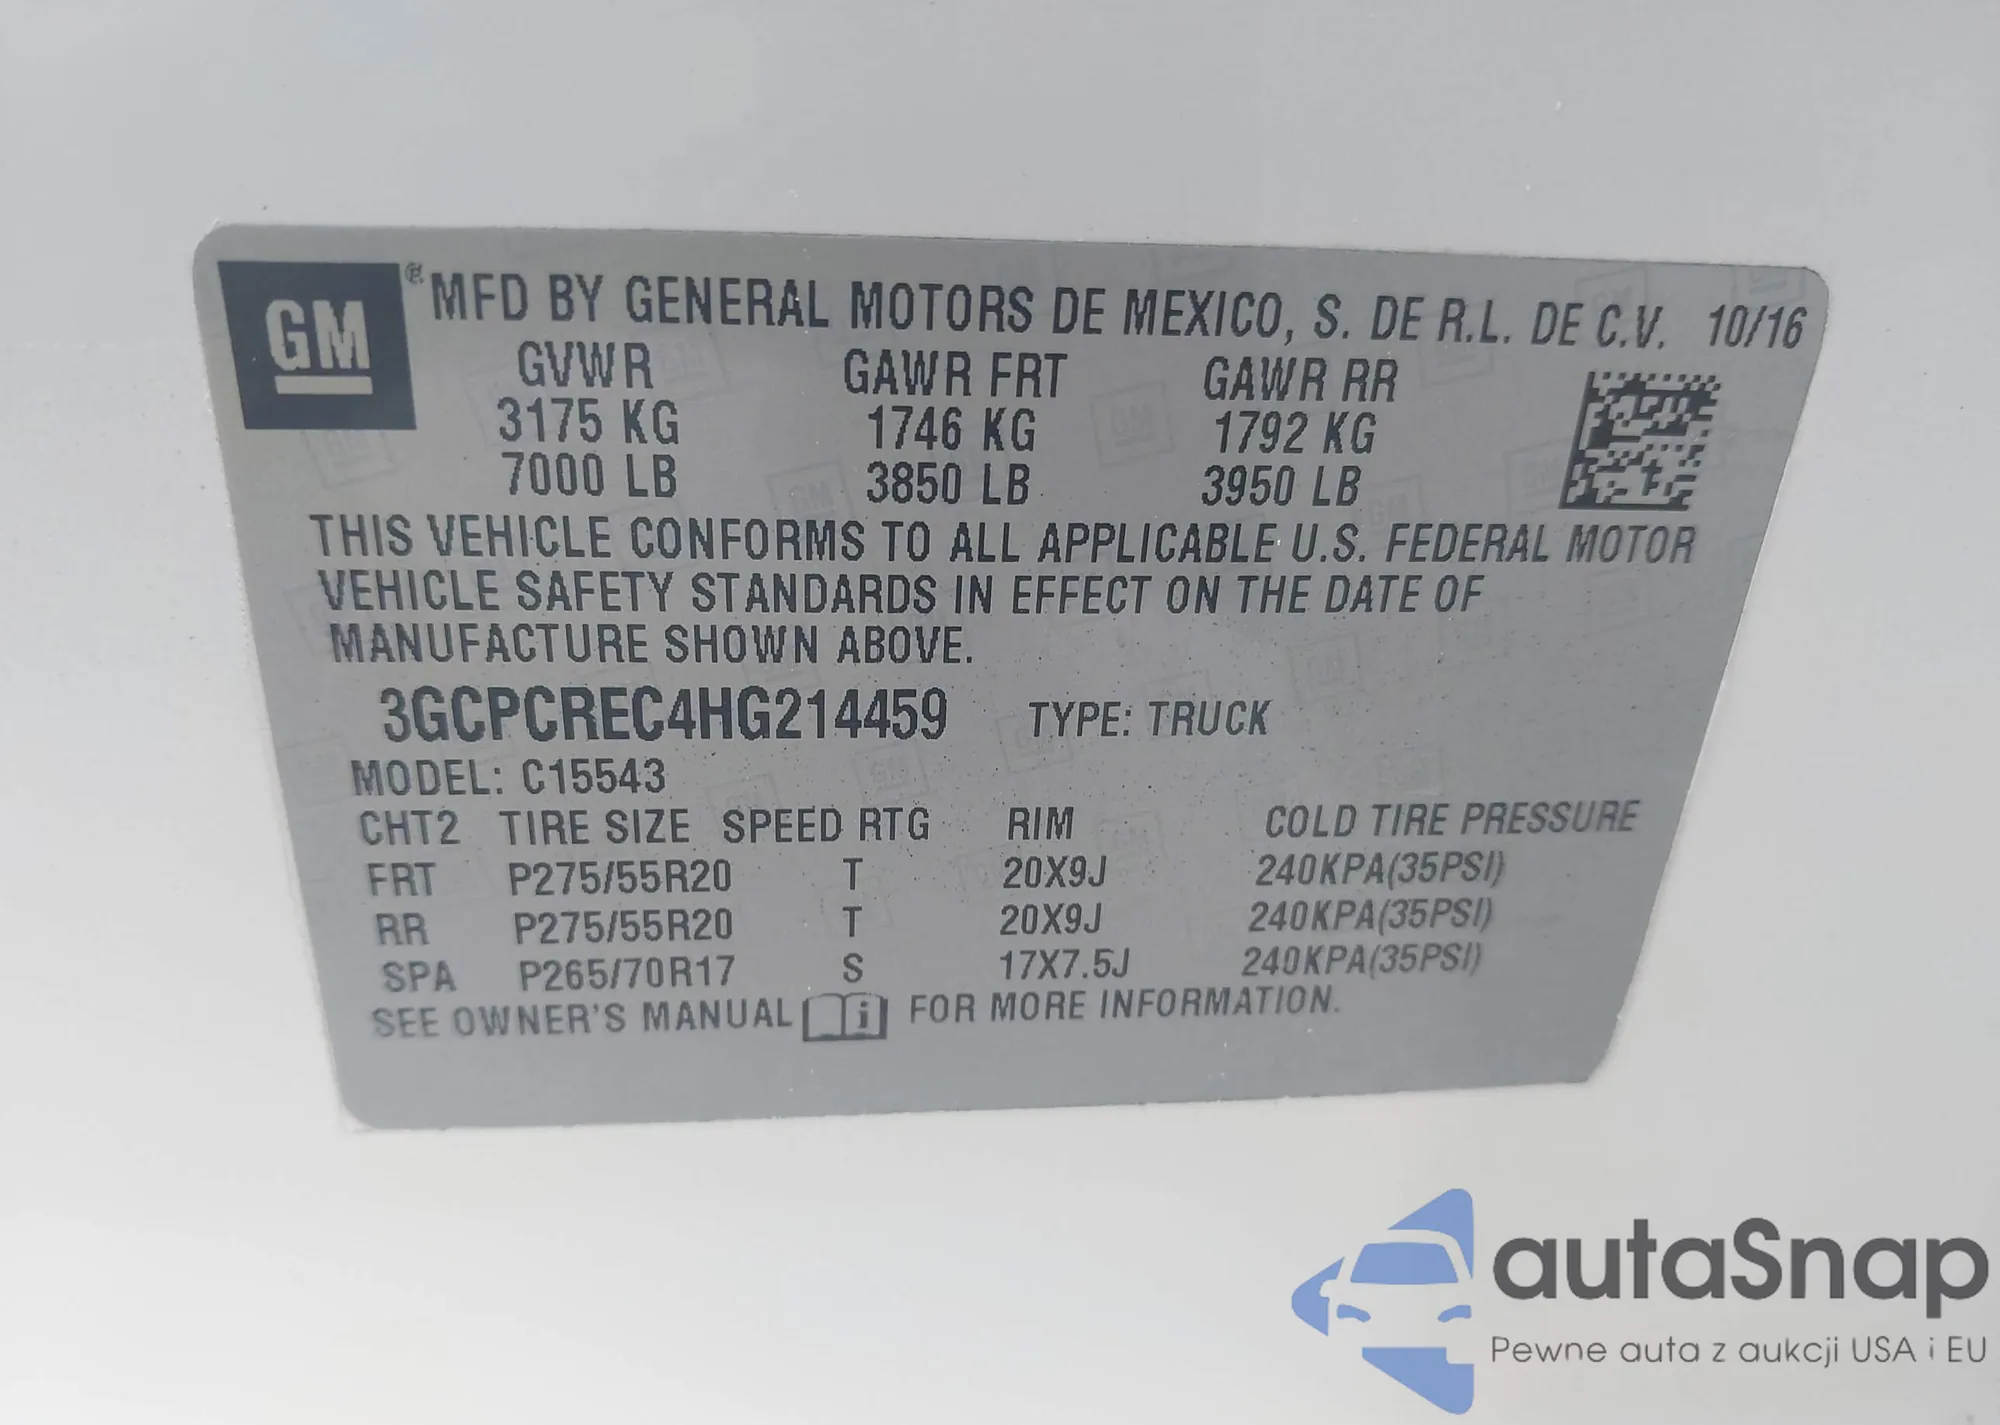 GM ® MFD BY GENERAL MOTORS DE MEXICO, S. DE R.L. DE C.V. 10/16
GVWR GAWR FRT GAWR RR
3175 KG 1746 KG 1792 KG
7000 LB 3850 LB 3950 LB
THIS VEHICLE CONFORMS TO ALL APPLICABLE U.S. FEDERAL MOTOR
VEHICLE SAFETY STANDARDS IN EFFECT ON THE DATE OF
MANUFACTURE SHOWN ABOVE.
3GCPCREC4HG214459 TYPE: TRUCK
MODEL: C15543
CHT2 TIRE SIZE SPEED RTG RIM COLD TIRE PRESSURE
FRT P275/55R20 T 20X9J 240KPA(35PSI)
RR P275/55R20 T 20X9J 240KPA(35PSI)
SPA P265/70R17 S 17X7.5J 240KPA(35PSI)
SEE OWNER'S MANUAL i FOR MORE INFORMATION.
autaSnap
Pewne auta z aukcji USA i EU